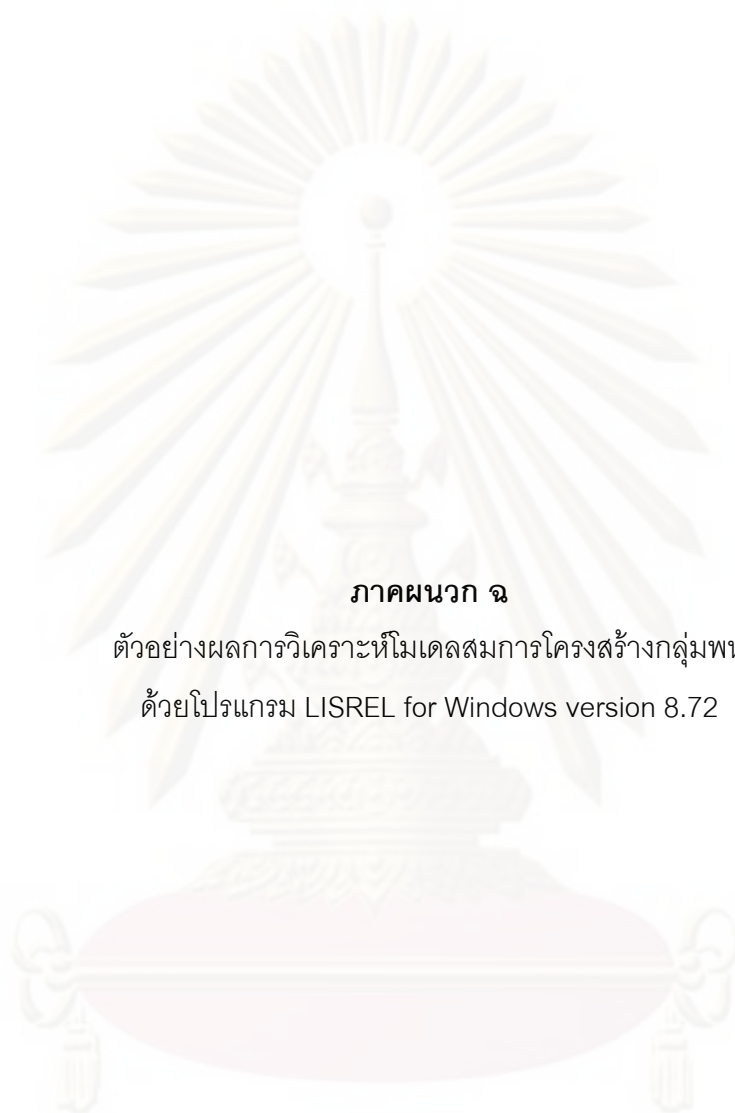 ภาคผนวก ฉ
ตัวอย่างผลการวิเคราะห์โมเดลสมการโครงสร้างกลุ่มพห
ด้วยโปรแกรม LISREL for Windows version 8.72